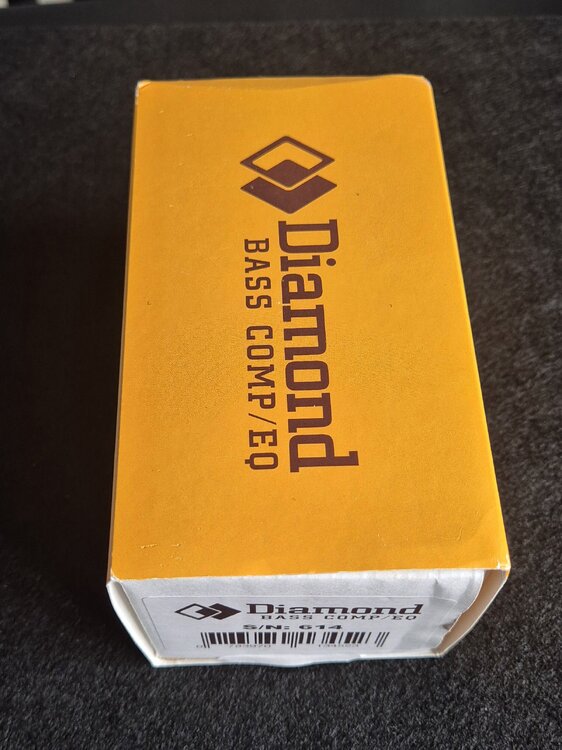 Diamond
BASS COMP/EQ
Diamond
BASS COMP/EQ
S/N: 614